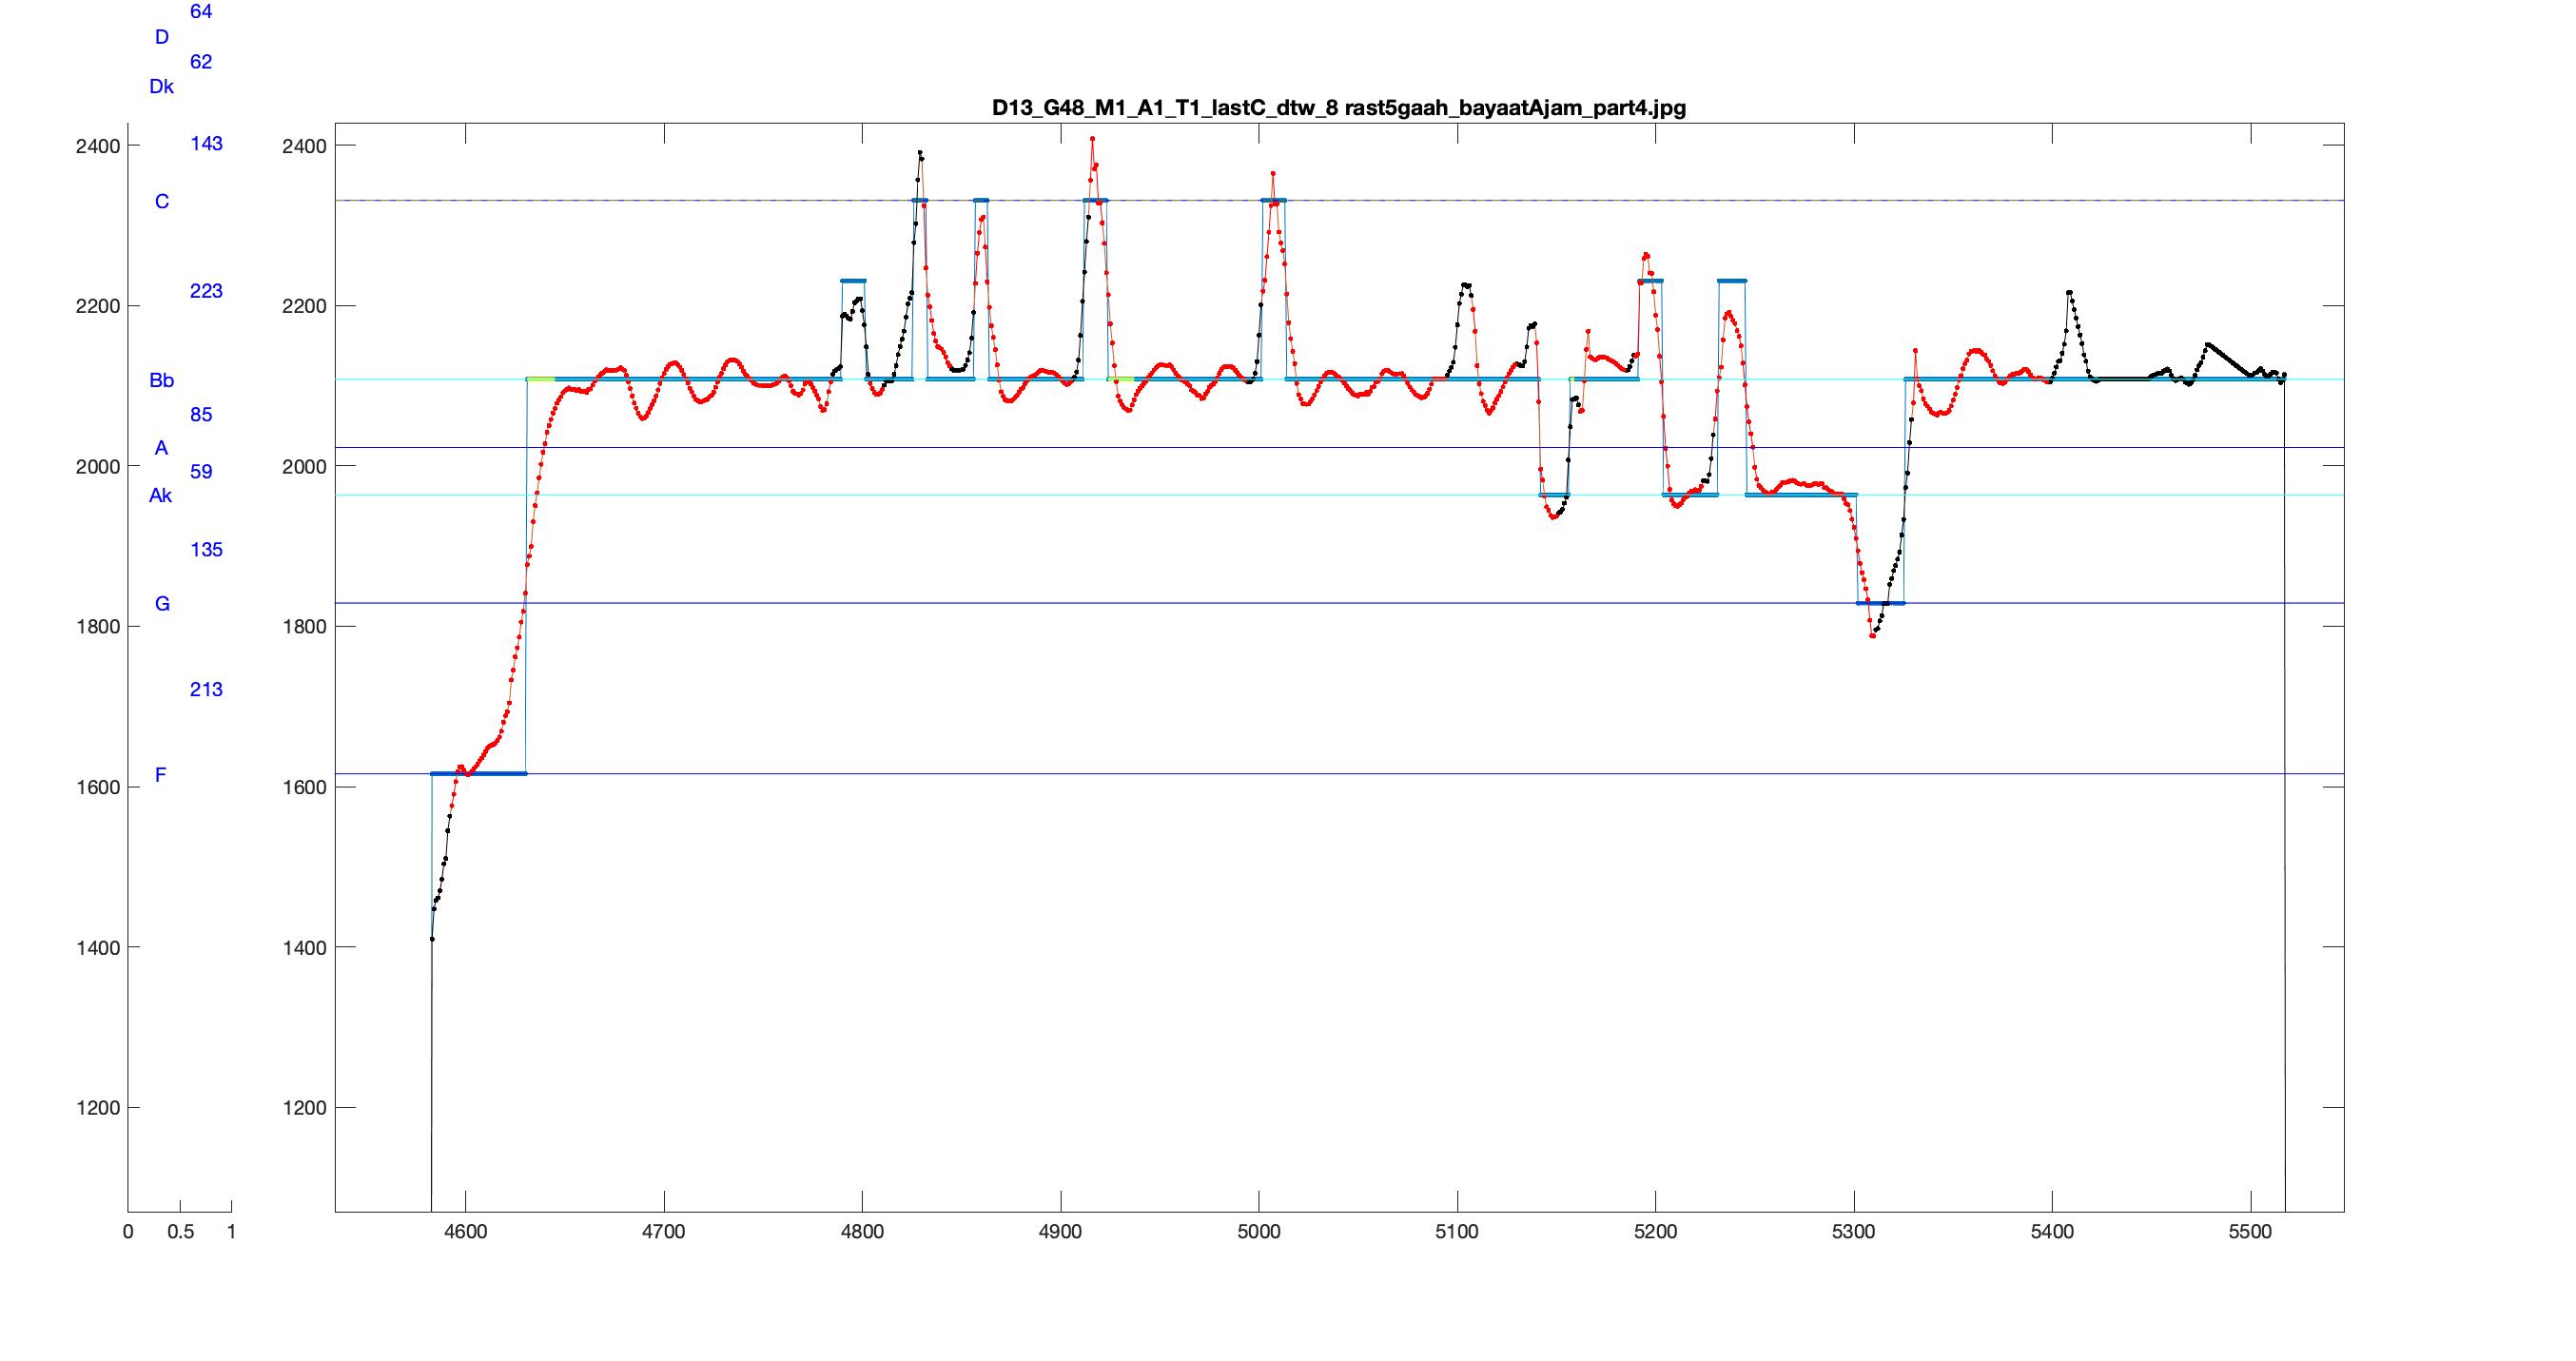 64
D
62
Dk
D13_G48_M1_A1_T1_lastC_dtw_8 rast5gaah_bayaatAjam_part4.jpg
2400 143 2400
C
223
2200 2200
Bb
85
A
2000 59 2000
Ak
135
G
1800 1800
213
F
1600 1600
1400 1400
1200 1200
0 0.5 1 4600 4700 4800 4900 5000 5100 5200 5300 5400 5500